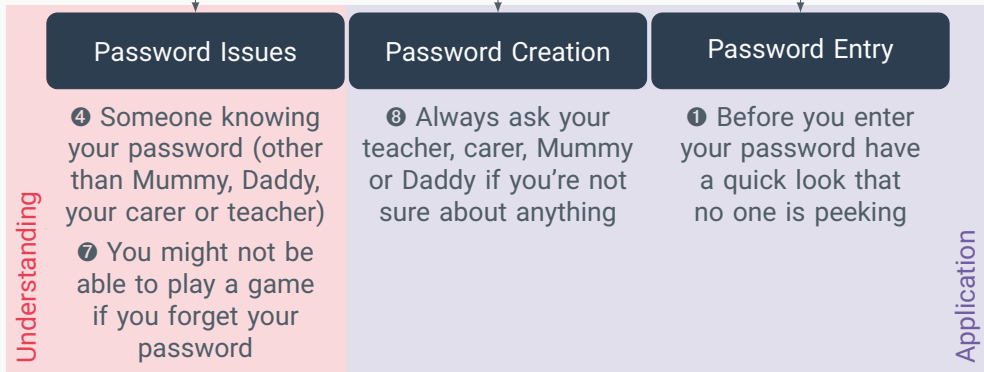 Password Issues
Password Creation
Password Entry
❹ Someone knowing
your password (other
than Mummy, Daddy,
your carer or teacher)
❼ You might not be
able to play a game
if you forget your
password
❽ Always ask your
teacher, carer, Mummy
or Daddy if you’re not
sure about anything
❶ Before you enter
your password have
a quick look that
no one is peeking
Understanding
Application